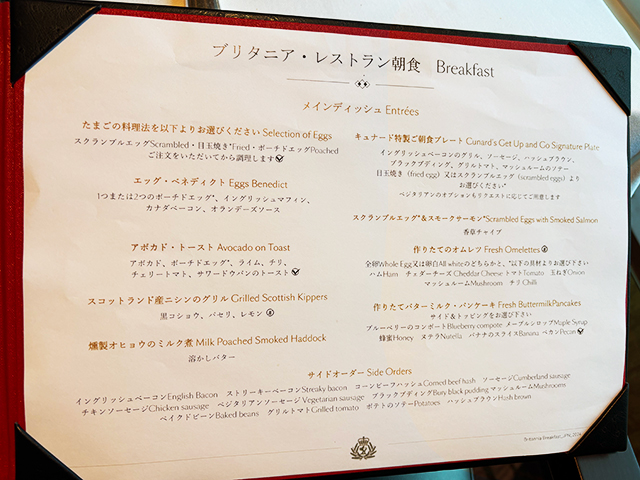 ブリタニア・レストラン朝食 Breakfast
メインディッシュ Entrées
たまごの料理法を以下よりお選びください Selection of Eggs
スクランブルエッグScrambled・目玉焼き*Fried・ポーチドエッグPoached
ご注文をいただいてから調理します
エッグ・ベネディクト Eggs Benedict
1つまたは2つのポーチドエッグ*、イングリッシュマフィン、
カナダベーコン、オランデーズソース
アボカド・トースト Avocado on Toast
アボカド、ポーチドエッグ*、ライム、チリ、
チェリートマト、サワードウパンのトースト
スコットランド産ニシンのグリル Grilled Scottish Kippers
黒コショウ、パセリ、レモン
燻製オヒョウのミルク煮 Milk Poached Smoked Haddock
溶かしバター
キュナード特製ご朝食プレート Cunard's Get Up and Go Signature Plate
イングリッシュベーコンのグリル、ソーセージ、ハッシュブラウン、
ブラックプディング、グリルトマト、マッシュルームのソテー
目玉焼き (fried egg) 又はスクランブルエッグ (scrambled eggs) より
お選びください*
ベジタリアンのオプションもリクエストに応じてご用意します
スクランブルエッグ*&スモークサーモン*Scrambled Eggs with Smoked Salmon
香草チャイブ
作りたてのオムレツ Fresh Omelettes
全卵Whole Egg又は卵白All whiteのどちらかと、*以下の具材よりお選び下さい
ハムHam チェダーチーズ Cheddar Cheese トマトTomato 玉ねぎOnion
マッシュルームMushroom チリ Chilli
作りたてバターミルク・パンケーキ Fresh ButtermilkPancakes
サイド&トッピングをお選び下さい
ブルーベリーのコンポートBlueberry compote メープルシロップMaple Syrup
蜂蜜Honey ヌテラNutella バナナのスライスBanana ペカンPecan
サイドオーダー Side Orders
イングリッシュベーコンEnglish Bacon ストリーキーベーコンStreaky bacon コーンビーフハッシュCorned beef hash ソーセージCumberland sausage
チキンソーセージChicken sausage ベジタリアンソーセージ Vegetarian sausage ブラックプディングBury black pudding マッシュルームMushrooms
ベイクドビーンBaked beans グリルトマトGrilled tomato ポテトのソテーPotatoes ハッシュブラウンHash brown